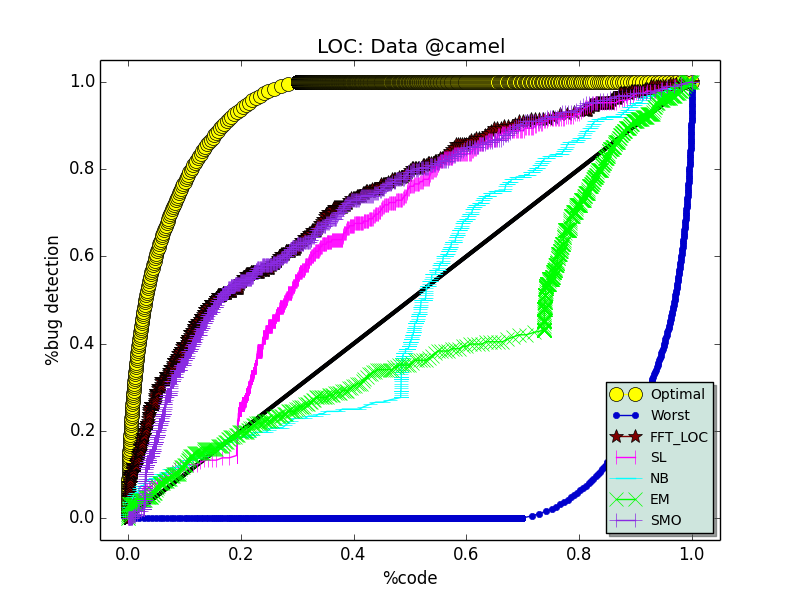 LOC: Data @camel
1.0
0.8
0.6
0.4
0.2
0.0
%bug detection
0.0 0.2 0.4 0.6 0.8 1.0
%code
Optimal
Worst
FFT_LOC
SL
NB
EM
SMO